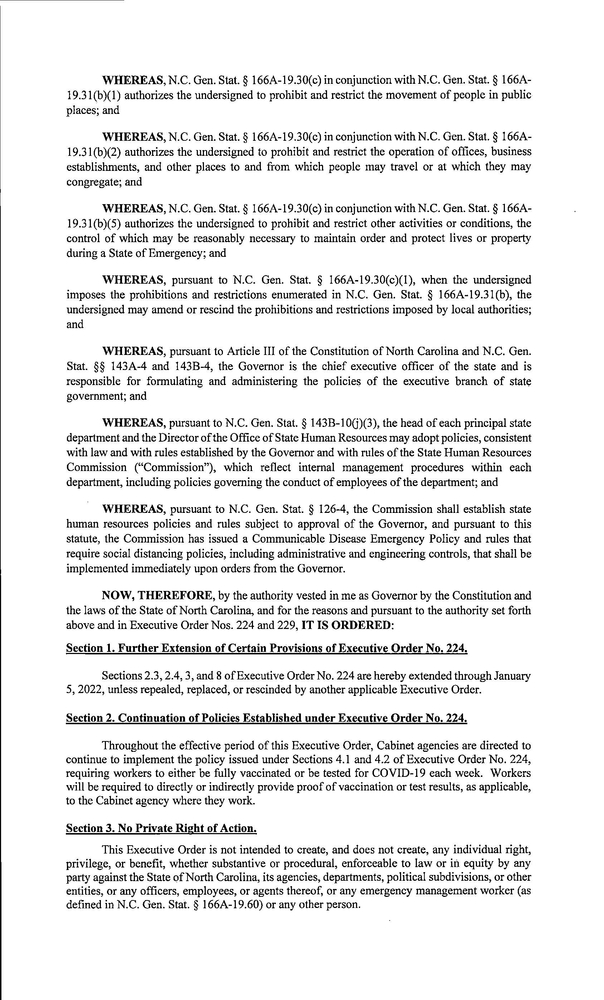 WHEREAS, N.C. Gen. Stat. § 166A-19.30(c) in conjunction with N.C. Gen. Stat. § 166A-
19.31(b)(1) authorizes the undersigned to prohibit and restrict the movement of people in public
places; and
WHEREAS, N.C. Gen. Stat. § 166A-19.30(c) in conjunction with N.C. Gen. Stat. § 166A-
19.31(b)(2) authorizes the undersigned to prohibit and restrict the operation of offices, business
establishments, and other places to and from which people may travel or at which they may
congregate; and
WHEREAS, N.C. Gen. Stat. § 166A-19.30(c) in conjunction with N.C. Gen. Stat. § 166A-
19.31(b)(5) authorizes the undersigned to prohibit and restrict other activities or conditions, the
control of which may be reasonably necessary to maintain order and protect lives or property
during a State of Emergency; and
WHEREAS, pursuant to N.C. Gen. Stat. § 166A-19.30(c)(1), when the undersigned
imposes the prohibitions and restrictions enumerated in N.C. Gen. Stat. § 166A-19.31(b), the
undersigned may amend or rescind the prohibitions and restrictions imposed by local authorities;
and
WHEREAS, pursuant to Article III of the Constitution of North Carolina and N.C. Gen.
Stat. §§ 143A-4 and 143B-4, the Governor is the chief executive officer of the state and is
responsible for formulating and administering the policies of the executive branch of state
government; and
WHEREAS, pursuant to N.C. Gen. Stat. § 143B-10(j)(3), the head of each principal state
department and the Director of the Office of State Human Resources may adopt policies, consistent
with law and with rules established by the Governor and with rules of the State Human Resources
Commission (“Commission”), which reflect internal management procedures within each
department, including policies governing the conduct of employees of the department; and
WHEREAS, pursuant to N.C. Gen. Stat. § 126-4, the Commission shall establish state
human resources policies and rules subject to approval of the Governor, and pursuant to this
statute, the Commission has issued a Communicable Disease Emergency Policy and rules that
require social distancing policies, including administrative and engineering controls, that shall be
implemented immediately upon orders from the Governor.
NOW, THEREFORE, by the authority vested in me as Governor by the Constitution and
the laws of the State of North Carolina, and for the reasons and pursuant to the authority set forth
above and in Executive Order Nos. 224 and 229, IT IS ORDERED:
Section 1. Further Extension of Certain Provisions of Executive Order No. 224.
Sections 2.3, 2.4, 3, and 8 of Executive Order No. 224 are hereby extended through January
5, 2022, unless repealed, replaced, or rescinded by another applicable Executive Order.
Section 2. Continuation of Policies Established under Executive Order No. 224.
Throughout the effective period of this Executive Order, Cabinet agencies are directed to
continue to implement the policy issued under Sections 4.1 and 4.2 of Executive Order No. 224,
requiring workers to either be fully vaccinated or be tested for COVID-19 each week. Workers
will be required to directly or indirectly provide proof of vaccination or test results, as applicable,
to the Cabinet agency where they work.
Section 3. No Private Right of Action.
This Executive Order is not intended to create, and does not create, any individual right,
privilege, or benefit, whether substantive or procedural, enforceable to law or in equity by any
party against the State of North Carolina, its agencies, departments, political subdivisions, or other
entities, or any officers, employees, or agents thereof, or any emergency management worker (as
defined in N.C. Gen. Stat. § 166A-19.60) or any other person.